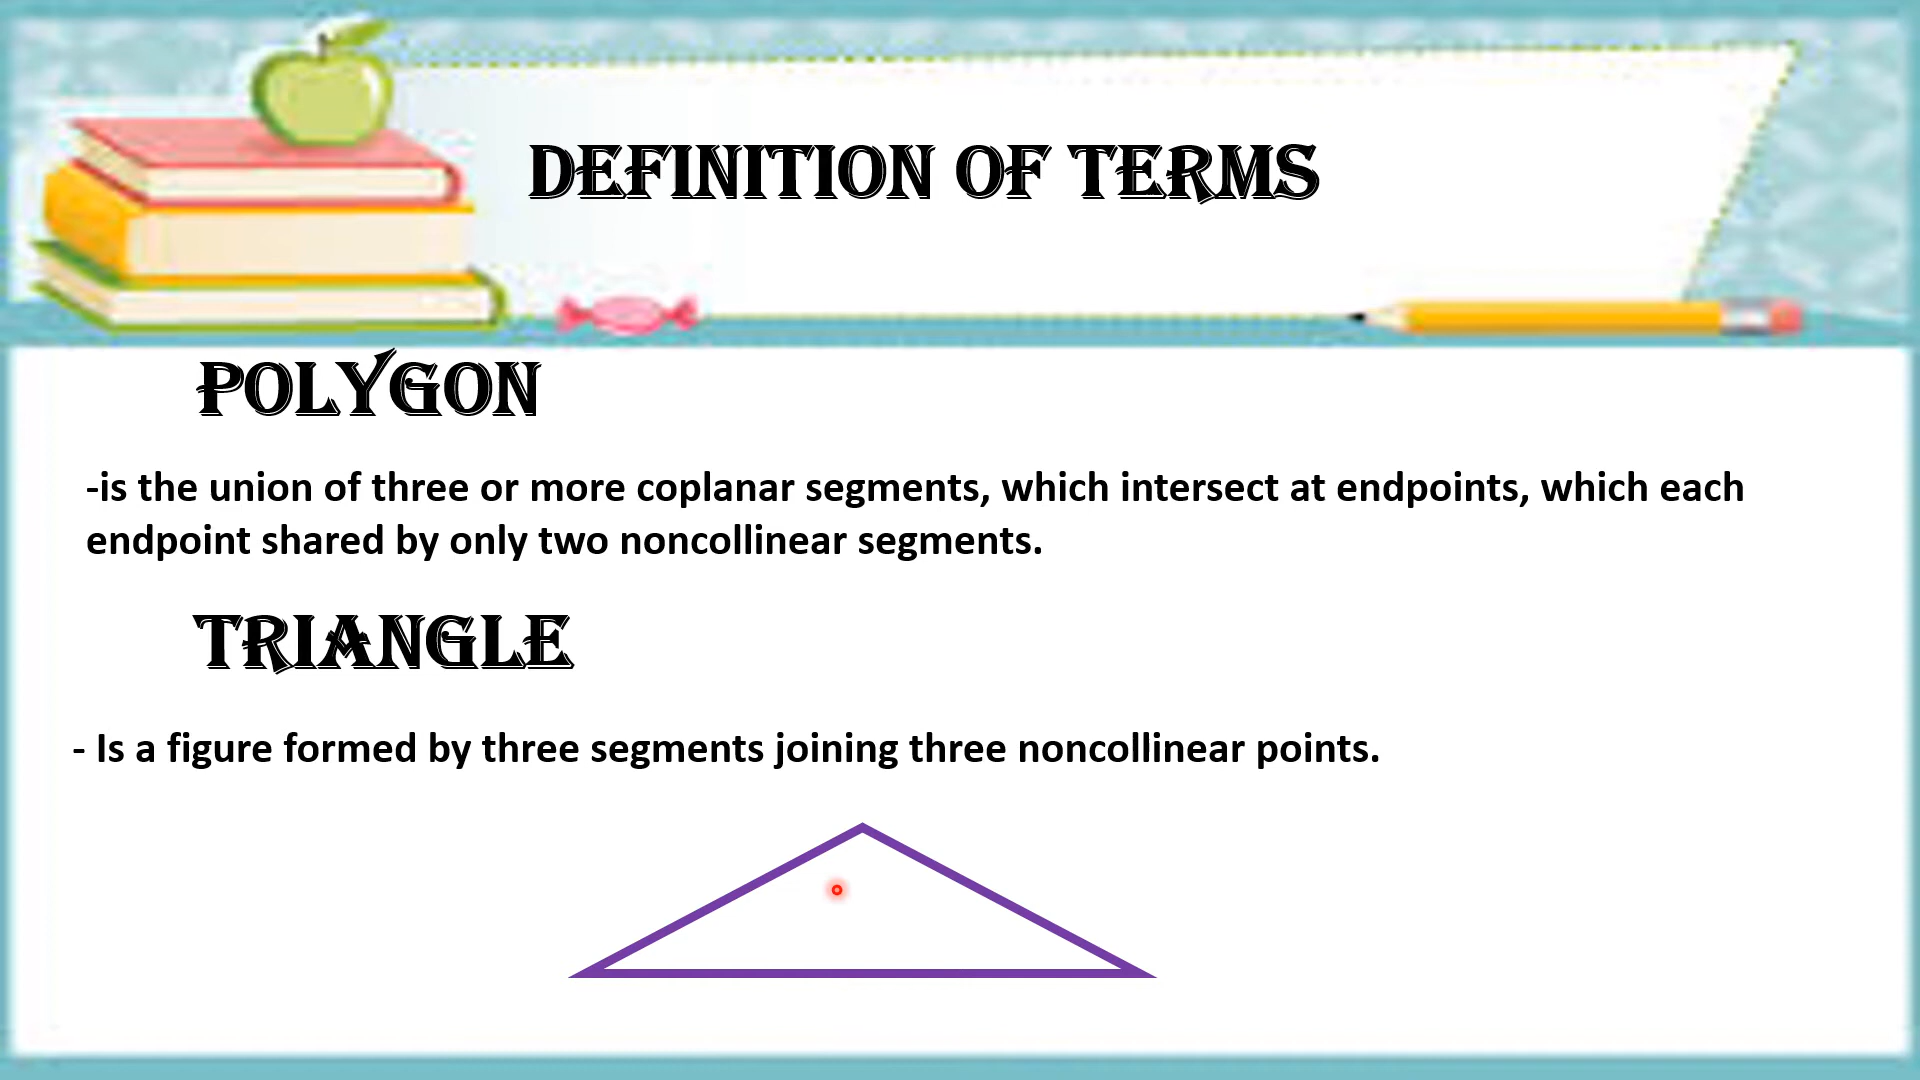 DEFINITION OF TERMS
POLYGON
-is the union of three or more coplanar segments, which intersect at endpoints, which each
endpoint shared by only two noncollinear segments.
TRIANGLE
- Is a figure formed by three segments joining three noncollinear points.